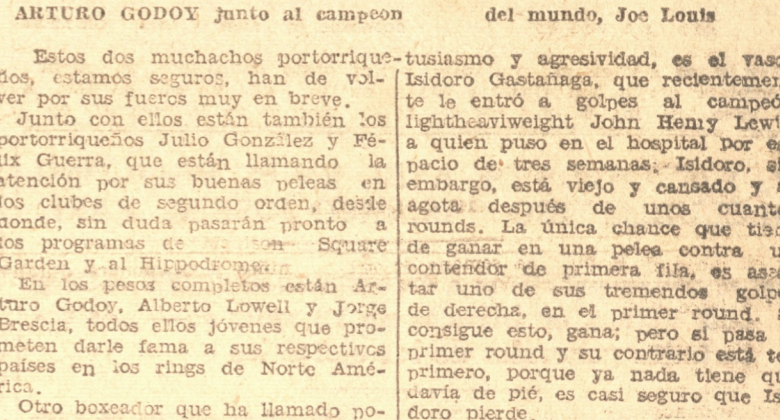 ARTURO GODOY junto al campeon del mundo, Joe Louis
Estos dos muchachos portorrique-
ños, estamos seguros, han de vol-
ver por sus fueros muy en breve.
Junto con ellos están también los
portorriqueños Julio González y Fé-
lix Guerra, que están llamando la
atención por sus buenas peleas en
los clubes de segundo orden, desde
donde, sin duda pasarán pronto a
los programas de Square
Garden y al Hippodrome.
En los pesos completos están Ar-
turo Godoy, Alberto Lowell y Jorge
Brescia, todos ellos jóvenes que pro-
meten darle fama a sus respectivos
países en los rings de Norte Amé-
rica.
Otro boxeador que ha llamado po-
tusiasmo y agresividad, es el vasc
Isidoro Gastañaga, que recientemen
te le entró a golpes al campeó
lightheaviweight John Henry Lewi
a quien puso en el hospital por e
pacio de tres semanas; Isidoro, si
embargo, está viejo y cansado y
agota después de unos cuanto
rounds. La única chance que tie
de ganar en una pelea contra u
contendor de primera fila, es ases
tar uno de sus tremendos golp
de derecha, en el primer round.
consigue esto, gana; pero si pasa
primer round y su contrario está t
primero, porque ya nada tiene qu
davía de pié, es casi seguro que Is
doro pierde.